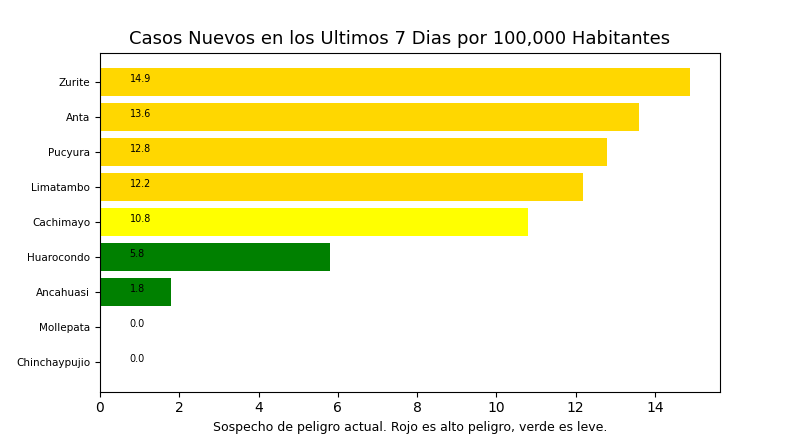 Casos Nuevos en los Ultimos 7 Dias por 100,000 Habitantes
Zurite 14.9
Anta 13.6
Pucyura 12.8
Limatambo 12.2
Cachimayo 10.8
Huarocondo 5.8
Ancahuasi 1.8
Mollepata 0.0
Chinchaypujio 0.0
0 2 4 6 8 10 12 14
Sospecho de peligro actual. Rojo es alto peligro, verde es leve.